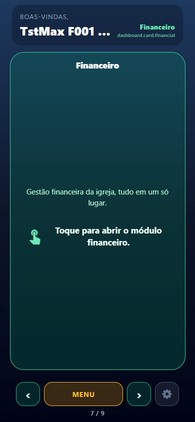 BOAS-VINDAS,
TstMax F001 ...
Financeiro
dashboard.card.financial
Financeiro
Gestão financeira da igreja, tudo em um só
lugar.
Toque para abrir o módulo
financeiro.
‹
MENU
›
7 / 9